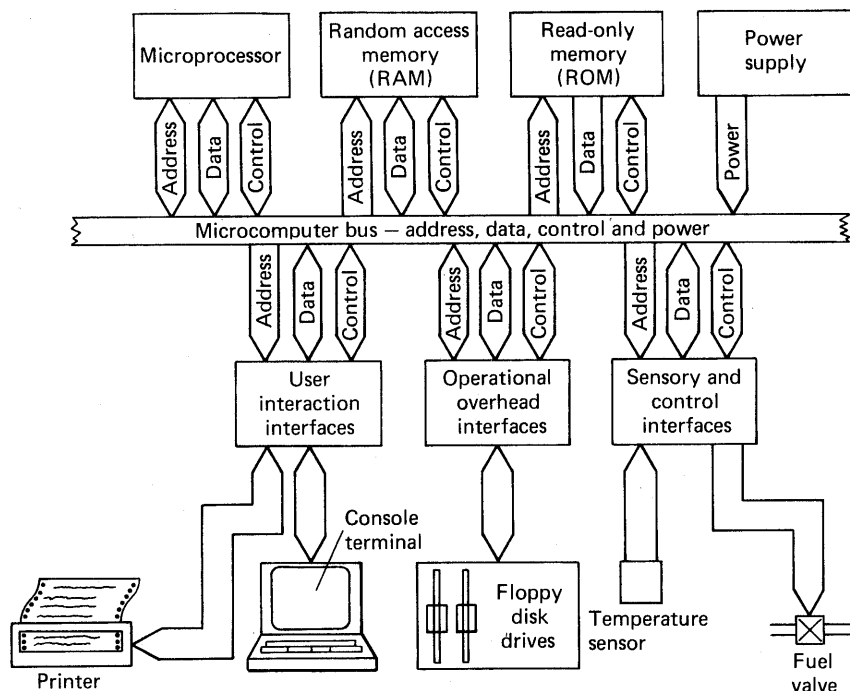 Microprocessor
Random access
memory
(RAM)
Read-only
memory
(ROM)
Power
supply
Address
Data
Control
Address
Data
Control
Address
Data
Control
Power
Microcomputer bus – address, data, control and power
Address
Data
Control
Address
Data
Control
Address
Data
Control
User
interaction
interfaces
Operational
overhead
interfaces
Sensory and
control
interfaces
Console
terminal
Floppy
disk
drives
Temperature
sensor
Printer
Fuel
valve